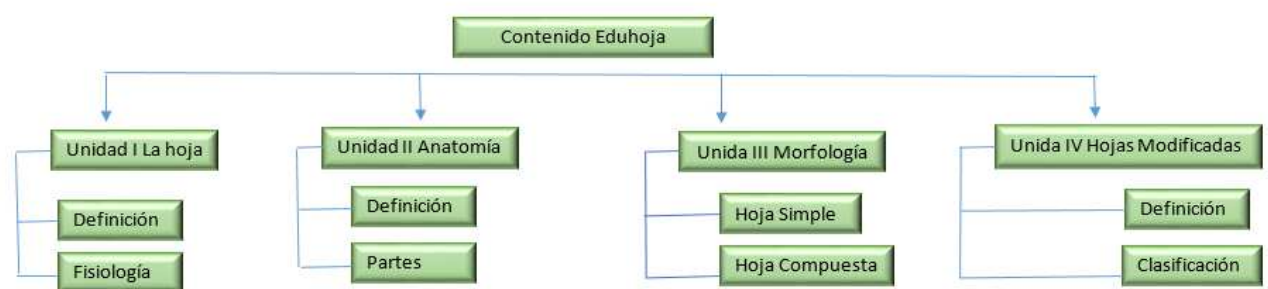 Contenido Eduhoja
Unidad I La hoja
Definición
Fisiología
Unidad II Anatomía
Definición
Partes
Unida III Morfología
Hoja Simple
Hoja Compuesta
Unida IV Hojas Modificadas
Definición
Clasificación